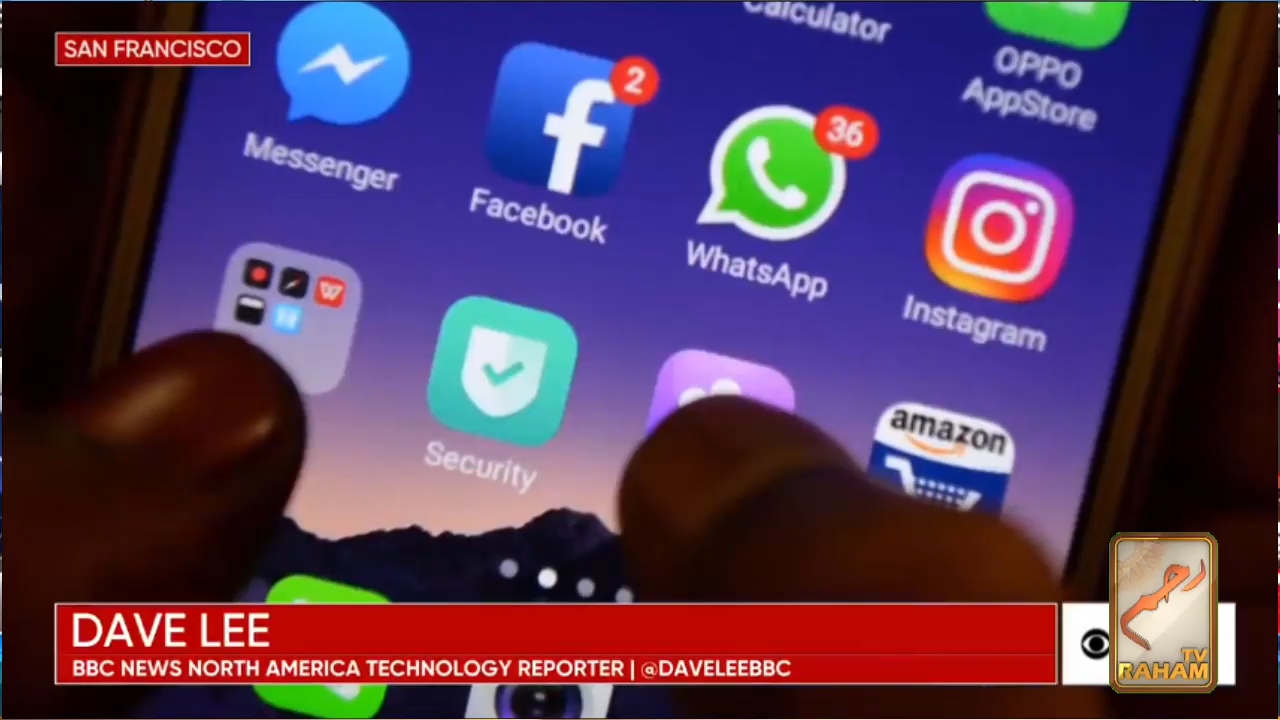 SAN FRANCISCO
Calculator
OPPO
AppStore
2
36
Messenger
Facebook
WhatsApp
Instagram
Security
amazon
DAVE LEE
BBC NEWS NORTH AMERICA TECHNOLOGY REPORTER | @DAVELEEBBC
رحمہ
TV
RAHAM